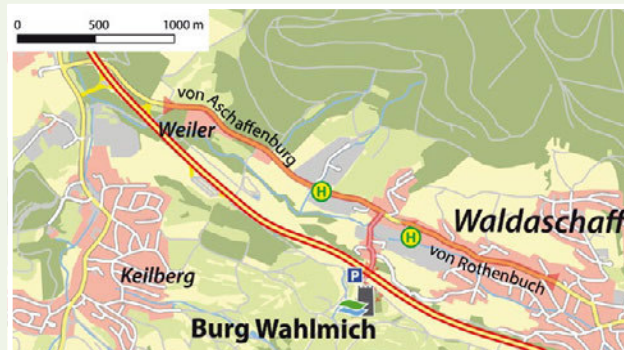 0 500 1000 m
von Aschaffenburg
Weiler
H
Waldaschaff
H
von Rothenbuch
Keilberg
P
Burg Wahlmich